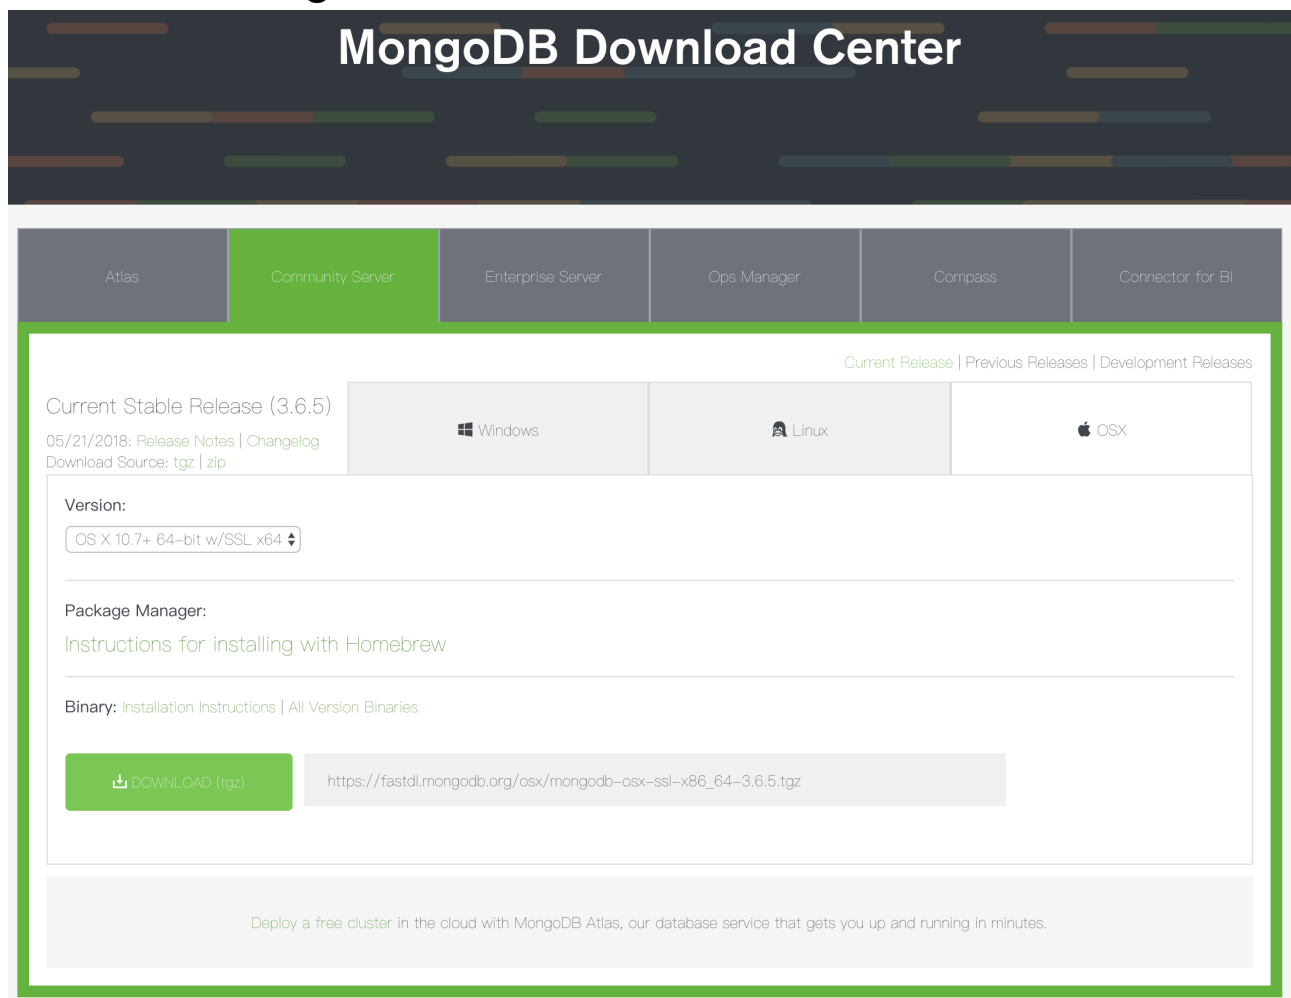 MongoDB Download Center
Atlas
Community Server
Enterprise Server
Ops Manager
Compass
Connector for BI
Current Release | Previous Releases | Development Releases
Current Stable Release (3.6.5)
05/21/2018: Release Notes | Changelog
Download Source: tgz | zip
Windows
Linux
OSX
Version:
OS X 10.7+ 64-bit w/SSL x64
Package Manager:
Instructions for installing with Homebrew
Binary: Installation Instructions | All Version Binaries
DOWNLOAD (tgz)
https://fastdl.mongodb.org/osx/mongodb-osx-ssl-x86_64-3.6.5.tgz
Deploy a free cluster in the cloud with MongoDB Atlas, our database service that gets you up and running in minutes.